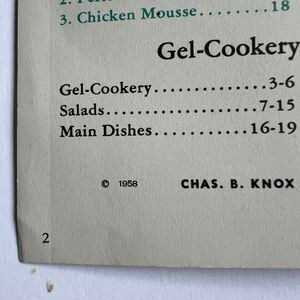 3. Chicken Mousse........18
Gel-Cookery
Gel-Cookery..............3-6
Salads....................7-15
Main Dishes............16-19
© 1958 CHAS. B. KNOX
2